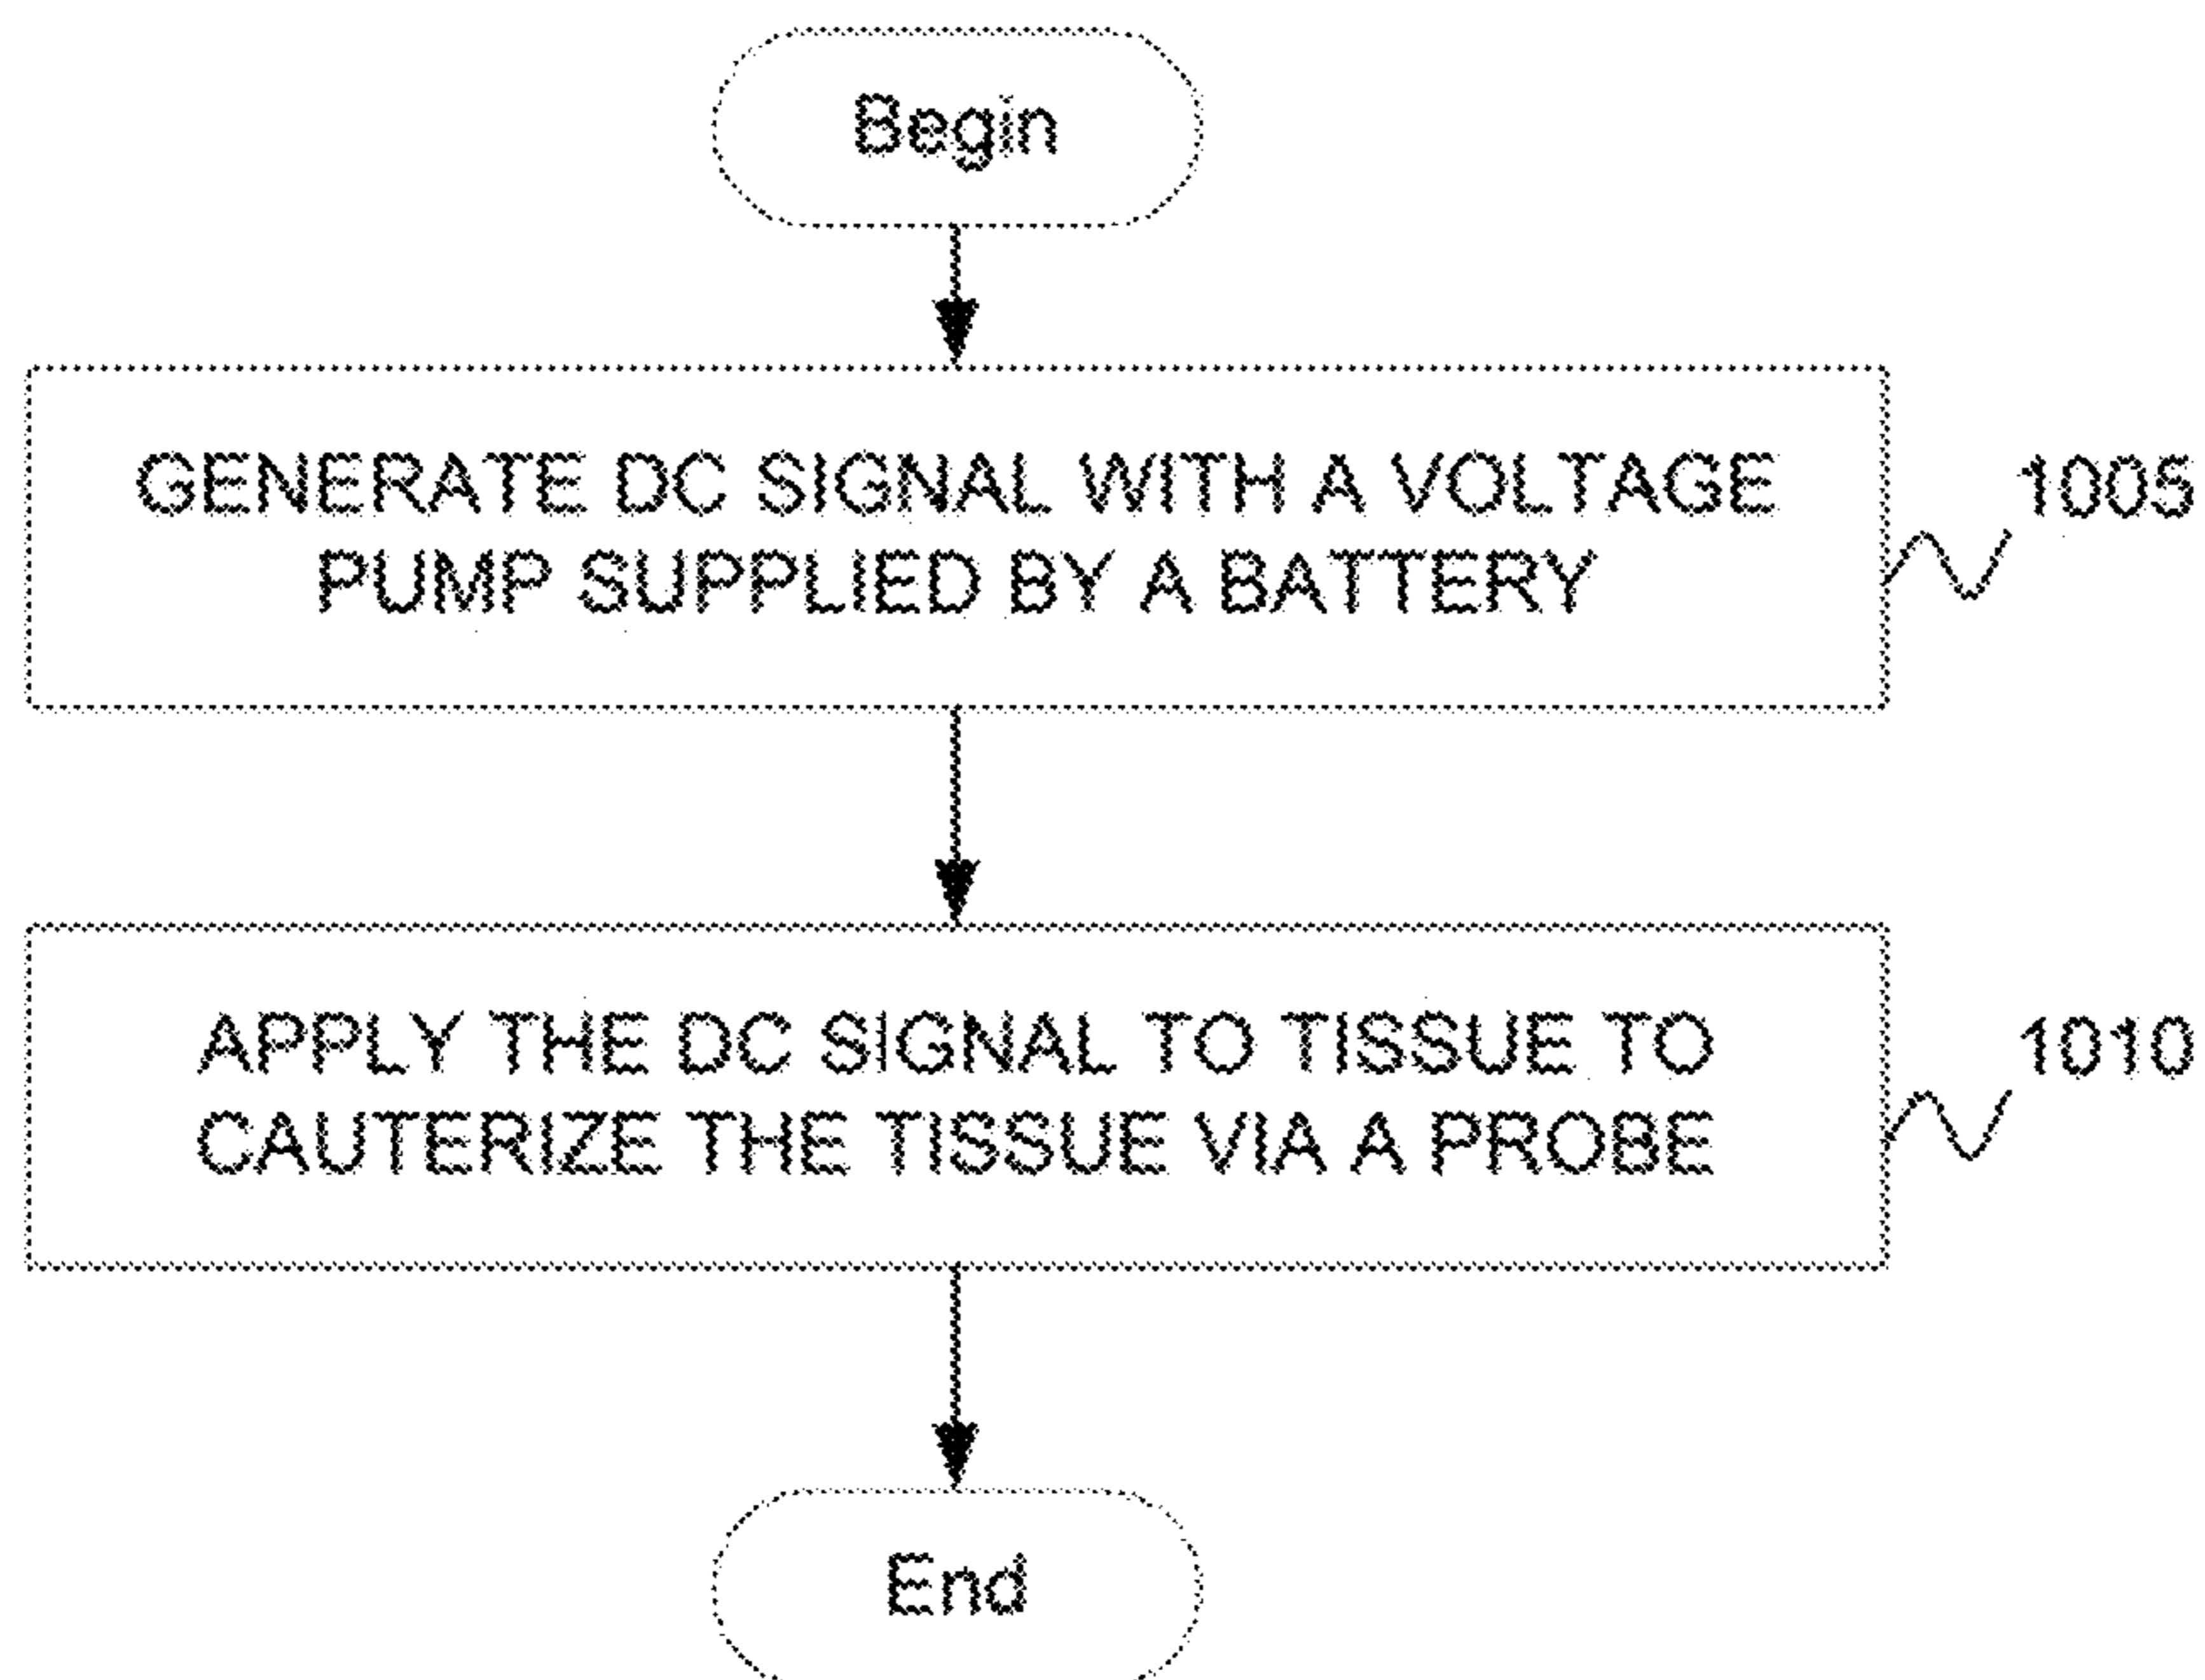 Begin
GENERATE DC SIGNAL WITH A VOLTAGE
PUMP SUPPLIED BY A BATTERY
1005
APPLY THE DC SIGNAL TO TISSUE TO
CAUTERIZE THE TISSUE VIA A PROBE
1010
End